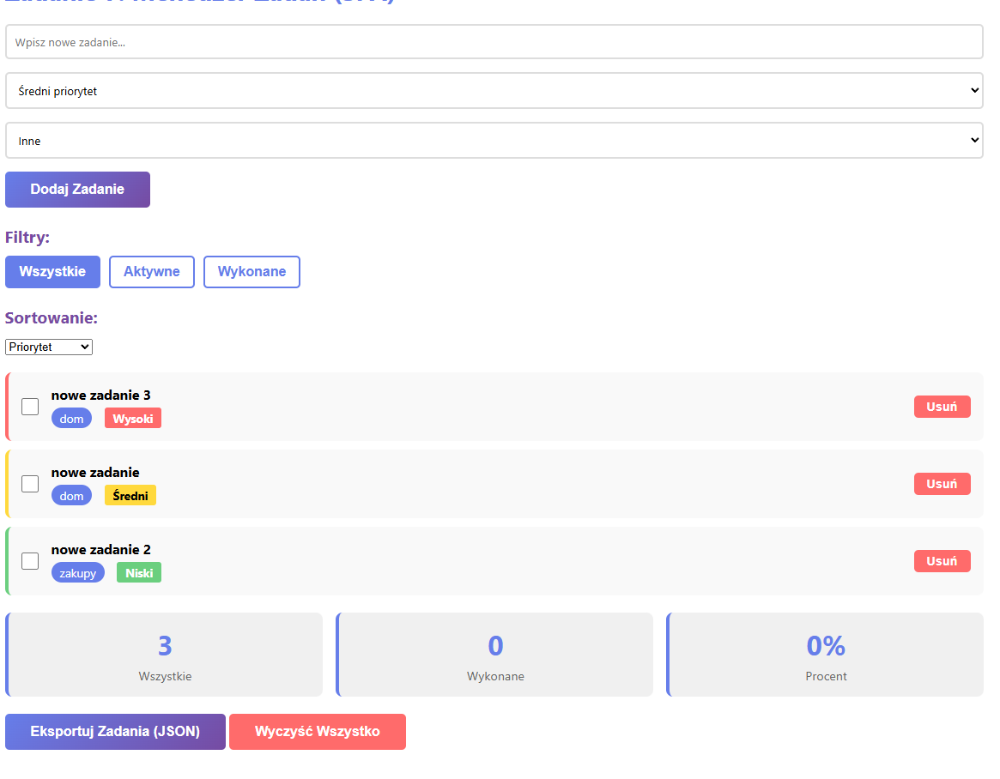 Wpisz nowe zadanie...
Średni priorytet
Inne
Dodaj Zadanie
Filtry:
Wszystkie Aktywne Wykonane
Sortowanie:
Priorytet
nowe zadanie 3
dom Wysoki
Usuń
nowe zadanie
dom Średni
Usuń
nowe zadanie 2
zakupy Niski
Usuń
3 0 0%
Wszystkie Wykonane Procent
Eksportuj Zadania (JSON) Wyczyść Wszystko